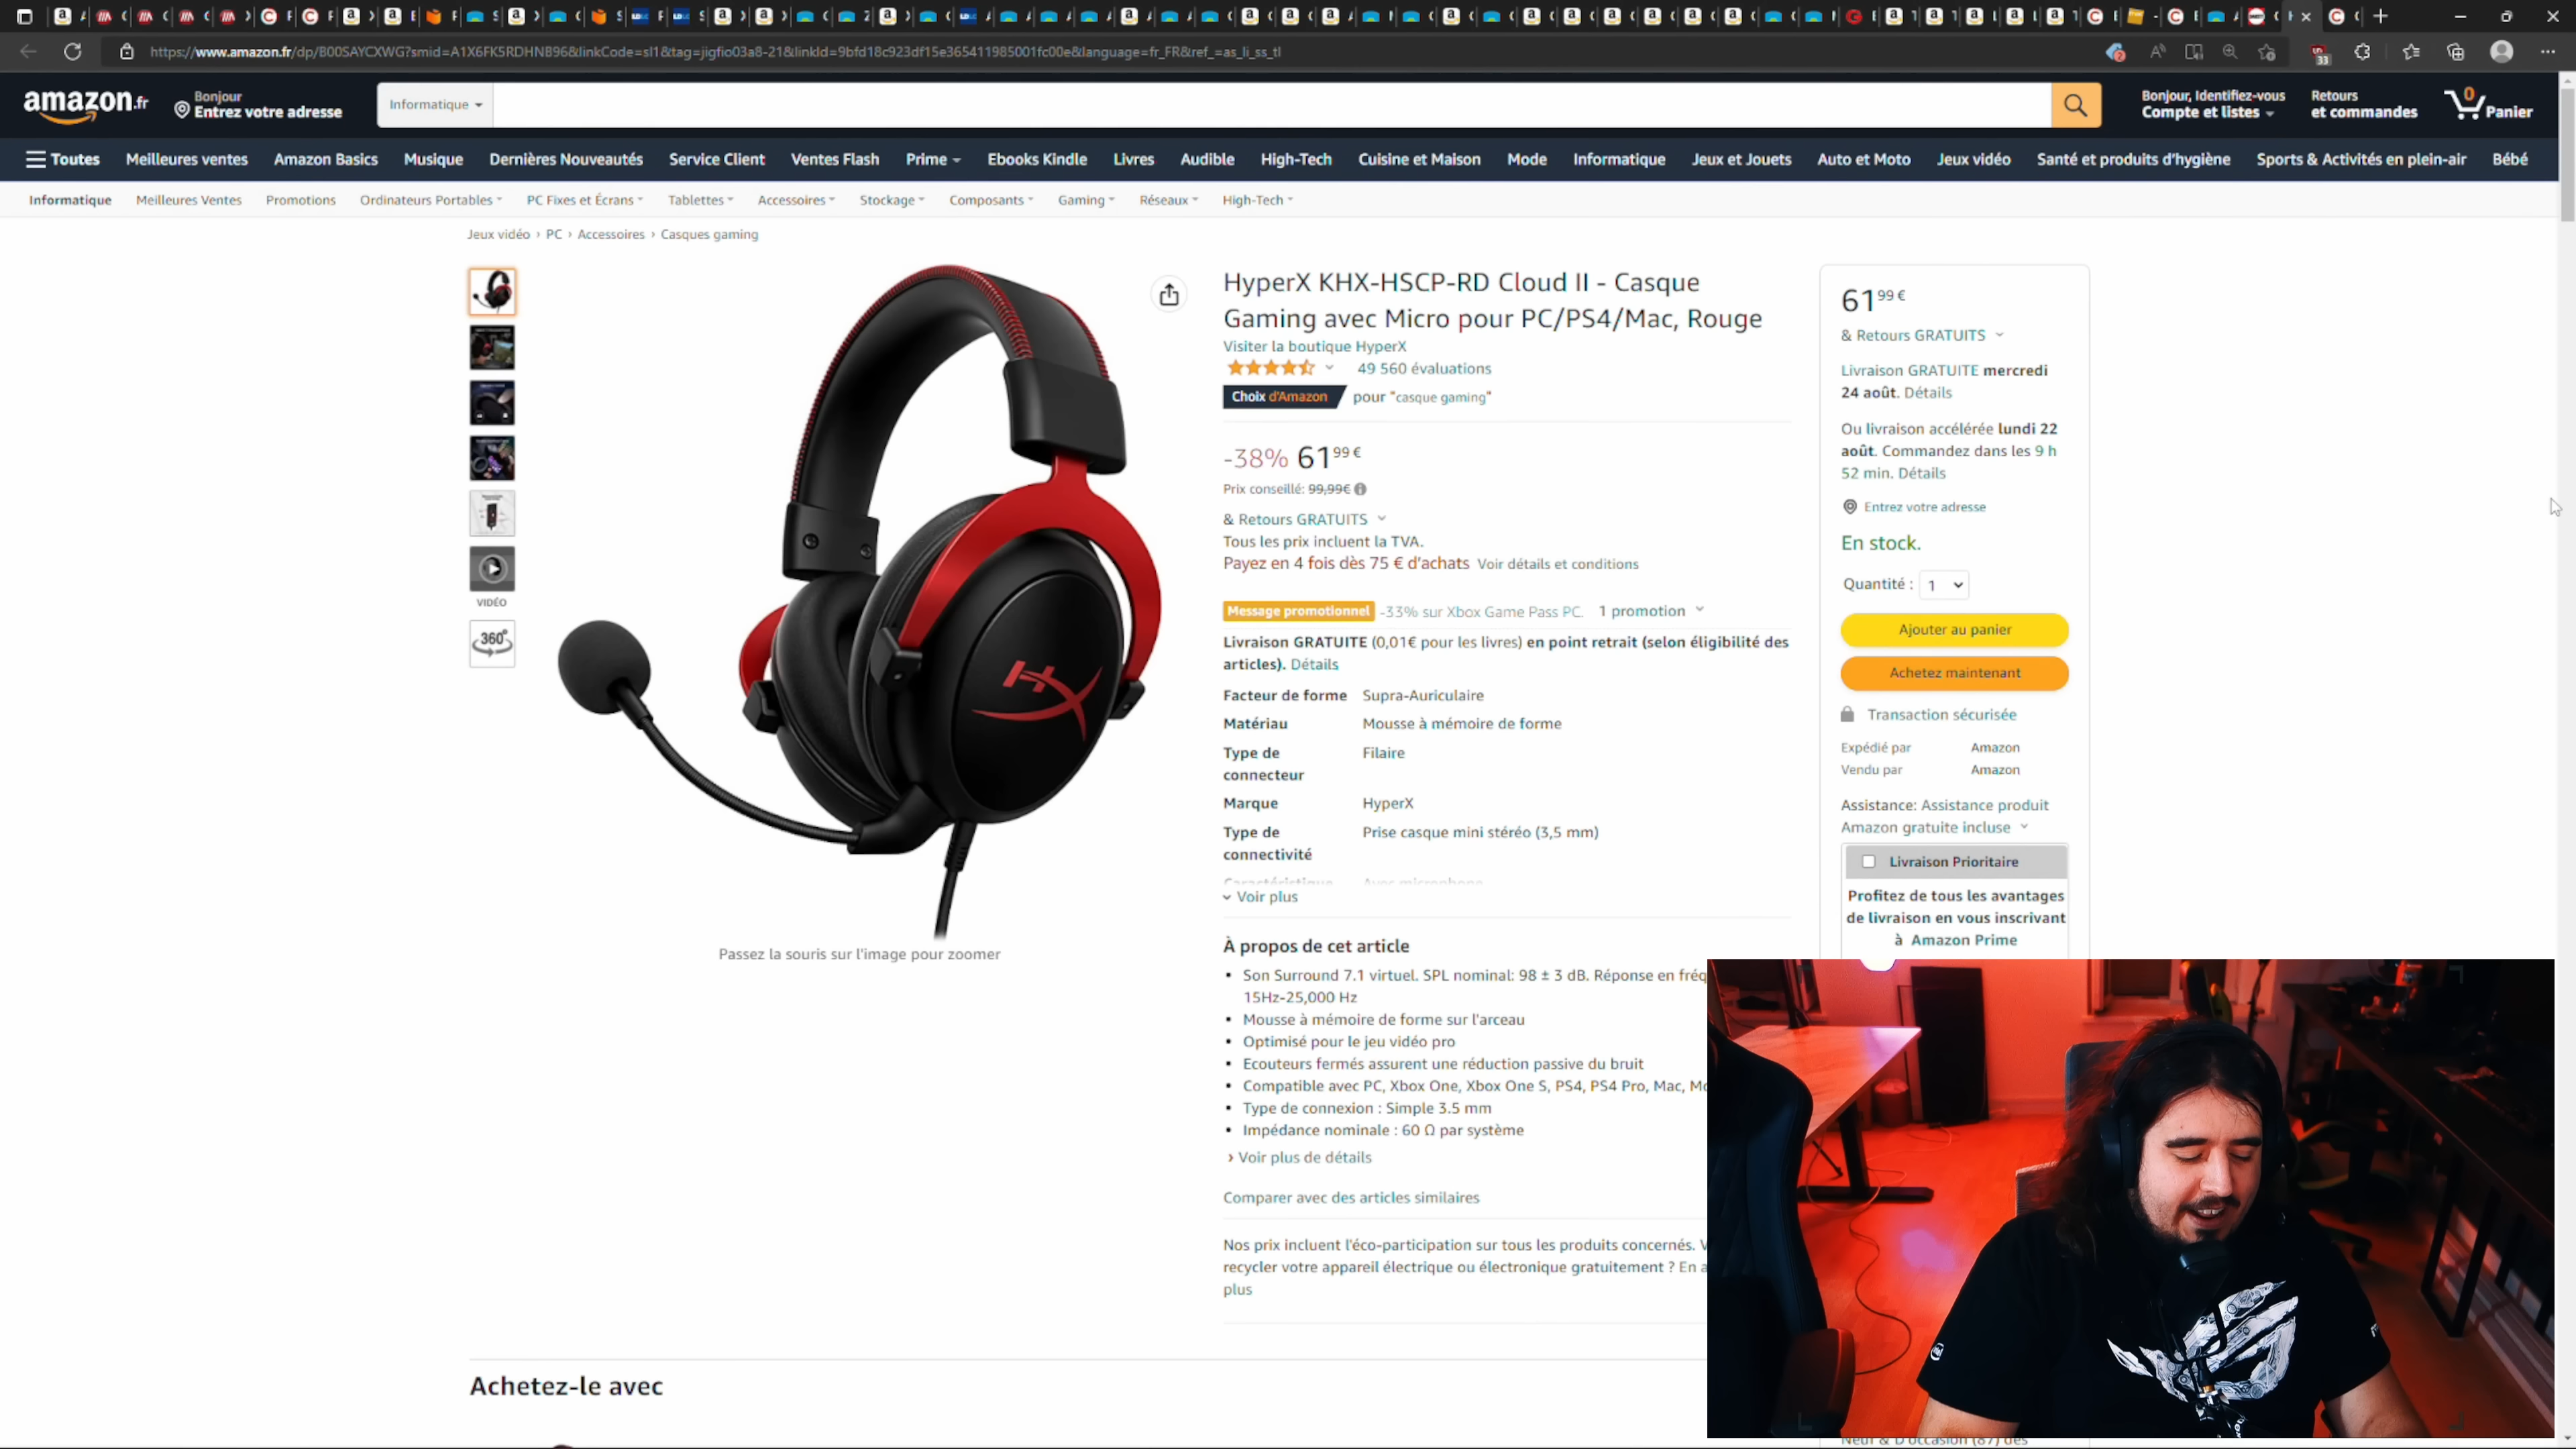 https://www.amazon.fr/dp/B00SAYCXWG?smid=A1X6FK5RDHNB96&linkCode=sl1&tag=jigfio03a8-21&linkId=9bfd18c923df15e365411985001fc00e&language=fr_FR&ref_=as_li_ss_tl
33
amazon.fr
Bonjour
Entrez votre adresse
Informatique
Bonjour, Identifiez-vous
Compte et listes
Retours
et commandes
0
Panier
Toutes Meilleures ventes Amazon Basics Musique Dernières Nouveautés Service Client Ventes Flash Prime Ebooks Kindle Livres Audible High-Tech Cuisine et Maison Mode Informatique Jeux et Jouets Auto et Moto Jeux vidéo Santé et produits d'hygiène Sports & Activités en plein-air Bébé
Informatique Meilleures Ventes Promotions Ordinateurs Portables PC Fixes et Écrans Tablettes Accessoires Stockage Composants Gaming Réseaux High-Tech
Jeux vidéo › PC › Accessoires › Casques gaming
VIDÉO
360°
HX
Passez la souris sur l'image pour zoomer
HyperX KHX-HSCP-RD Cloud II - Casque
Gaming avec Micro pour PC/PS4/Mac, Rouge
Visiter la boutique HyperX
49 560 évaluations
Choix d'Amazon pour "casque gaming"
-38% 61,99 €
Prix conseillé: 99,99€
& Retours GRATUITS
Tous les prix incluent la TVA.
Payez en 4 fois dès 75 € d'achats Voir détails et conditions
Message promotionnel -33% sur Xbox Game Pass PC. 1 promotion
Livraison GRATUITE (0,01€ pour les livres) en point retrait (selon éligibilité des
articles). Détails
Facteur de forme Supra-Auriculaire
Matériau Mousse à mémoire de forme
Type de
connecteur
Filaire
Marque HyperX
Type de
connectivité
Prise casque mini stéréo (3,5 mm)
Caractéristique Avec microphone
Voir plus
À propos de cet article
Son Surround 7.1 virtuel. SPL nominal: 98 ± 3 dB. Réponse en fréq
15Hz-25,000 Hz
Mousse à mémoire de forme sur l'arceau
Optimisé pour le jeu vidéo pro
Ecouteurs fermés assurent une réduction passive du bruit
Compatible avec PC, Xbox One, Xbox One S, PS4, PS4 Pro, Mac, Mo
Type de connexion : Simple 3.5 mm
Impédance nominale : 60 Ω par système
› Voir plus de détails
Comparer avec des articles similaires
Nos prix incluent l'éco-participation sur tous les produits concernés. V
recycler votre appareil électrique ou électronique gratuitement ? En a
plus
Achetez-le avec
61,99 €
& Retours GRATUITS
Livraison GRATUITE mercredi
24 août. Détails
Ou livraison accélérée lundi 22
août. Commandez dans les 9 h
52 min. Détails
Entrez votre adresse
En stock.
Quantité : 1
Ajouter au panier
Achetez maintenant
Transaction sécurisée
Expédié par Amazon
Vendu par Amazon
Assistance: Assistance produit
Amazon gratuite incluse
Livraison Prioritaire
Profitez de tous les avantages
de livraison en vous inscrivant
à Amazon Prime
Neuf & D'occasion (87) dès